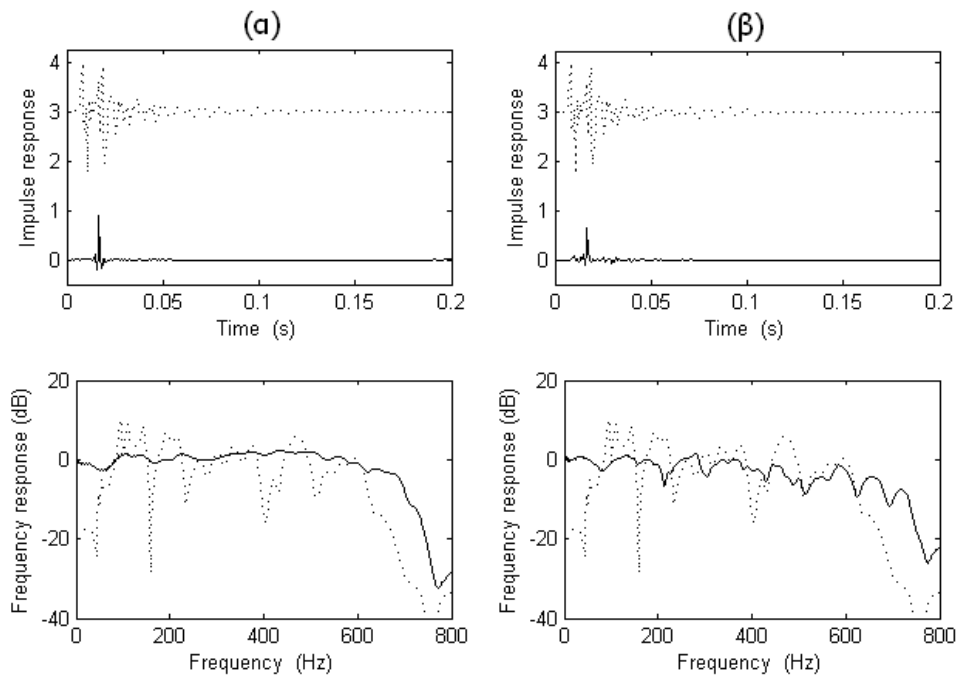 (α)
(β)
Impulse response
4
3
2
1
0
0 0.05 0.1 0.15 0.2
Time (s)
Impulse response
4
3
2
1
0
0 0.05 0.1 0.15 0.2
Time (s)
Frequency response (dB)
20
0
-20
-40
0 200 400 600 800
Frequency (Hz)
Frequency response (dB)
20
0
-20
-40
0 200 400 600 800
Frequency (Hz)